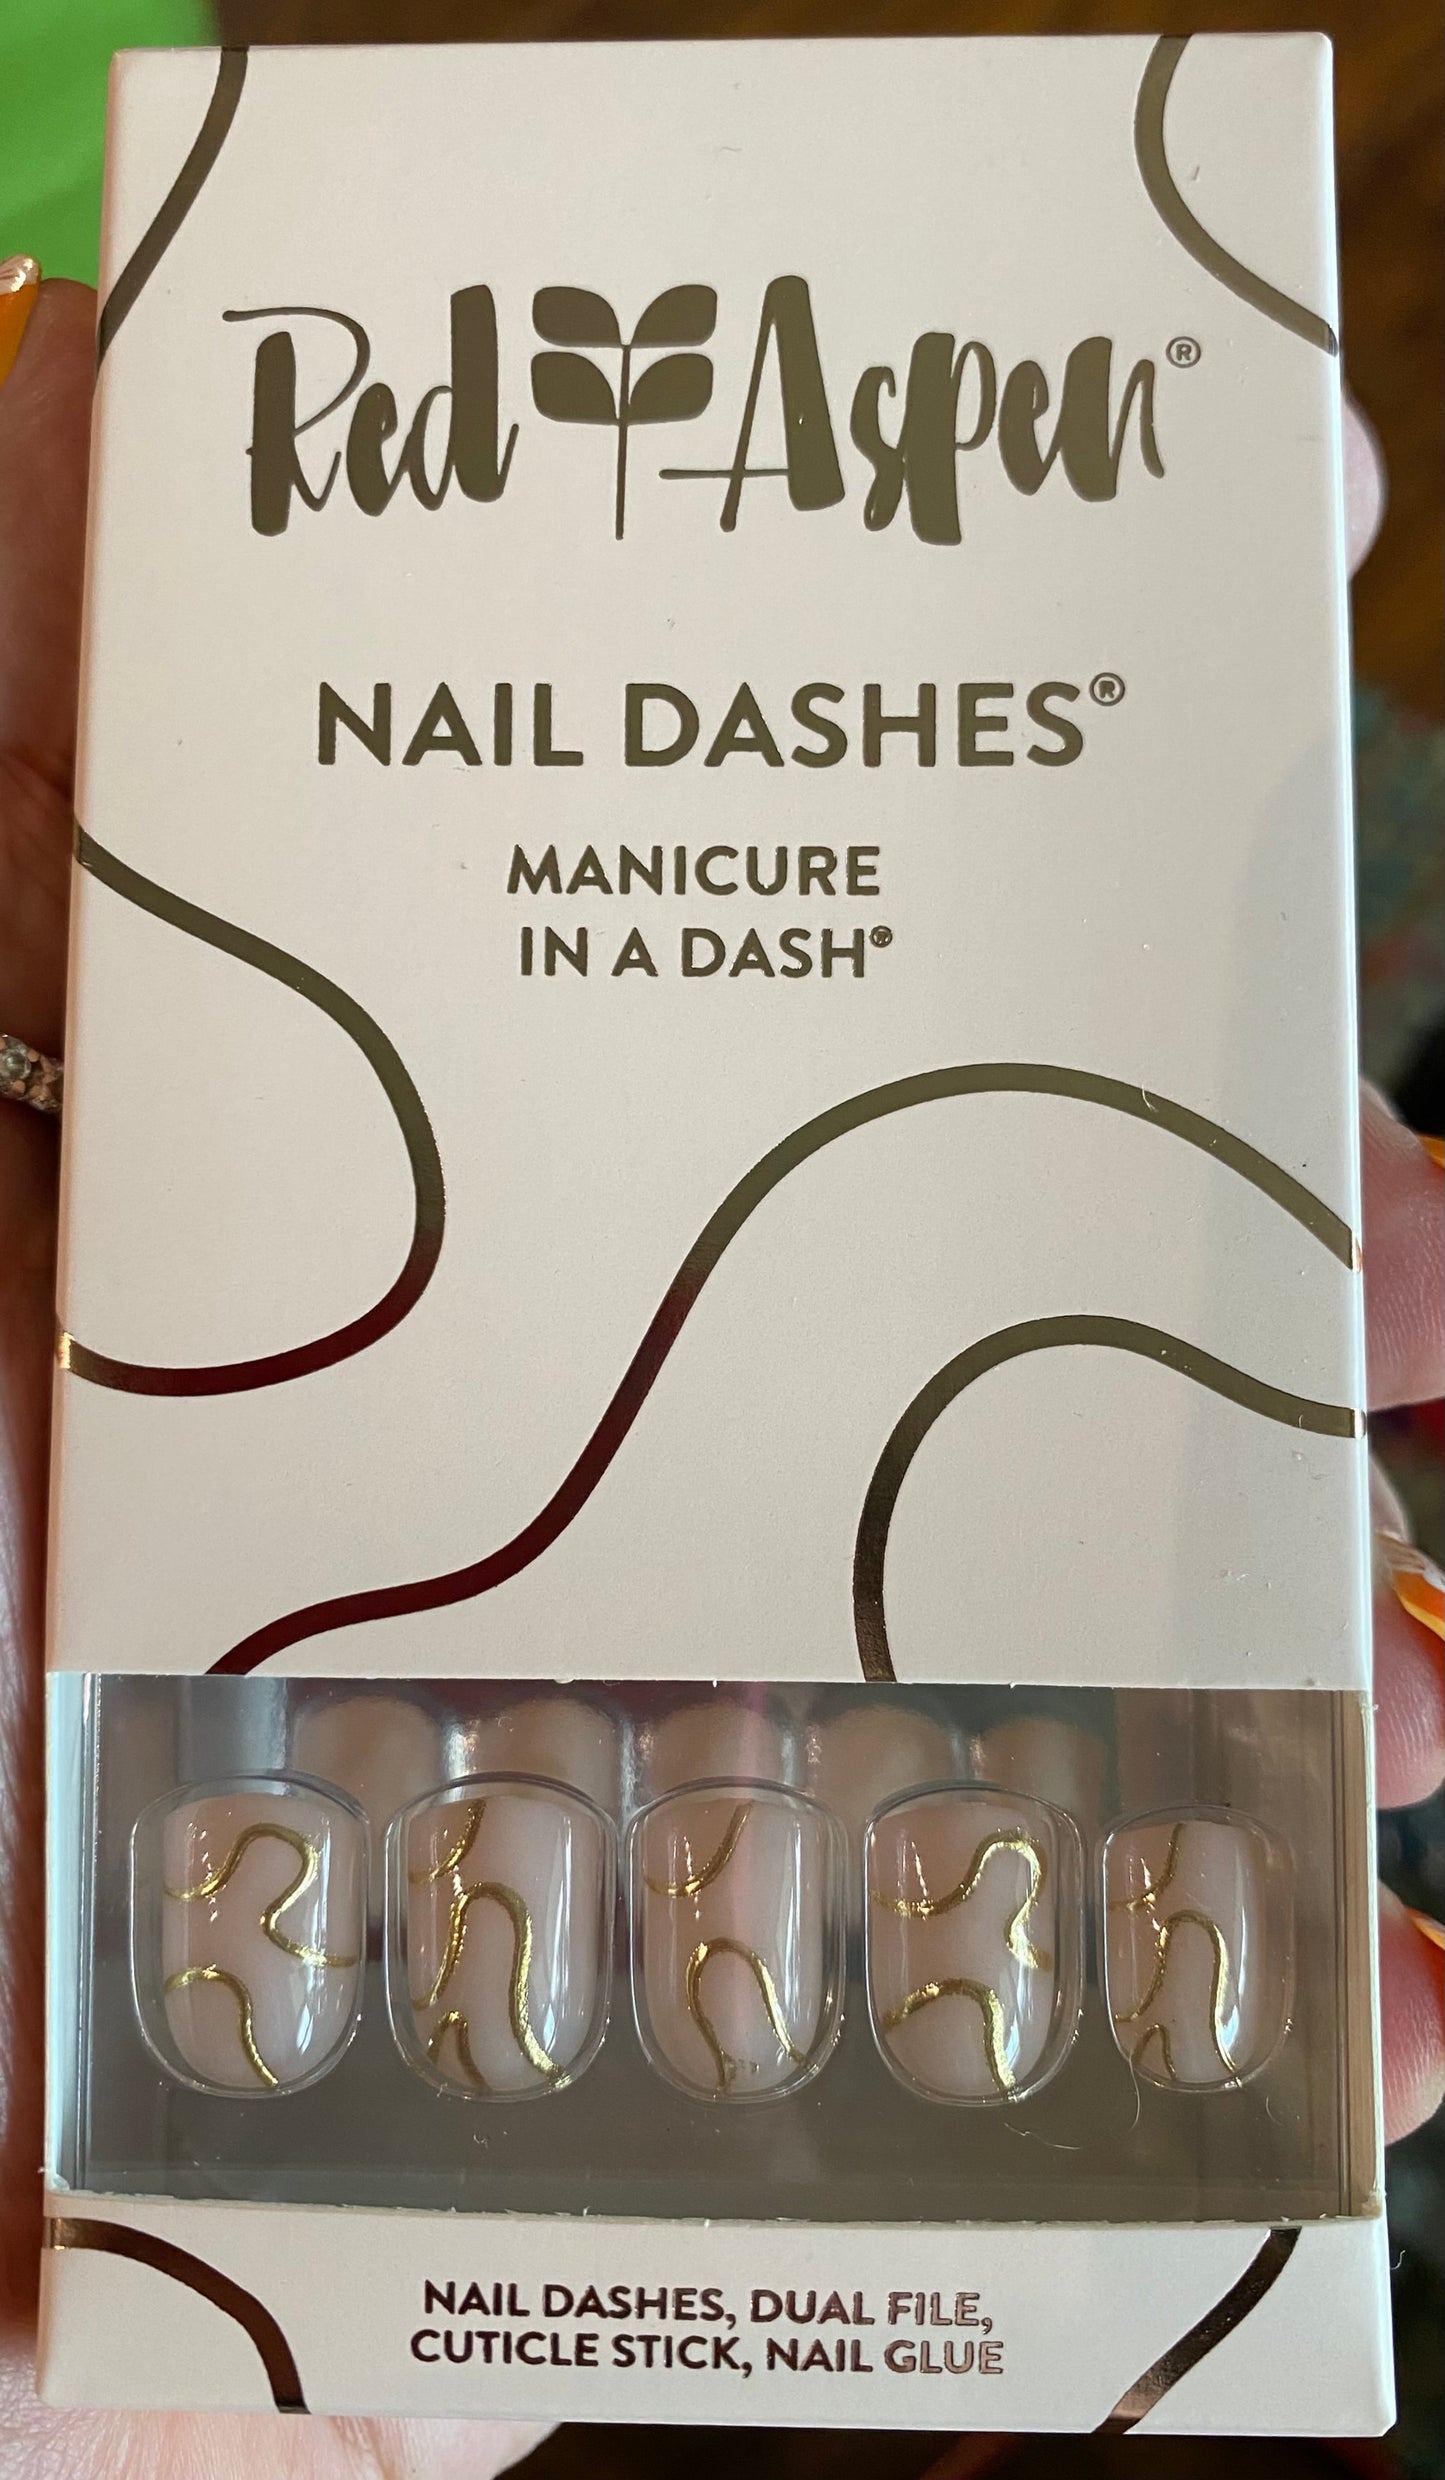 Red Aspen®
NAIL DASHES®
MANICURE
IN A DASH®
NAIL DASHES, DUAL FILE,
CUTICLE STICK, NAIL GLUE